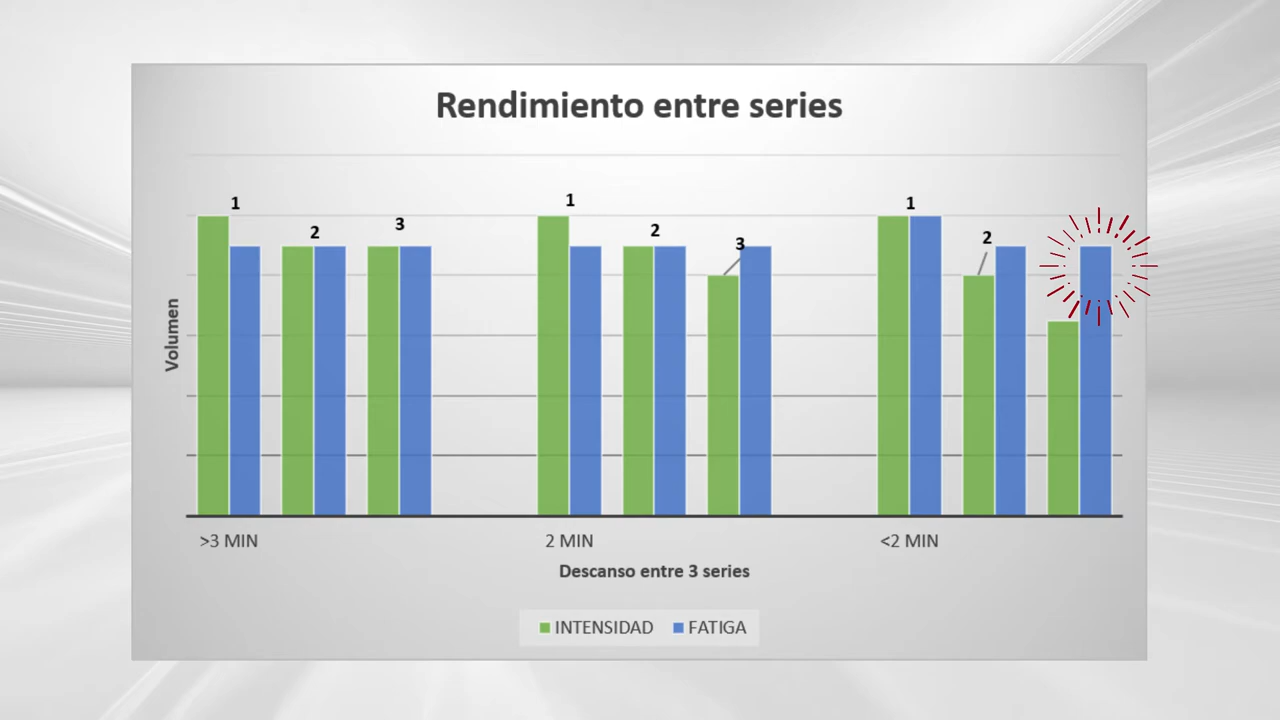 Rendimiento entre series
1
2
3
1
2
3
1
2
Volumen
>3 MIN
2 MIN
<2 MIN
Descanso entre 3 series
INTENSIDAD
FATIGA